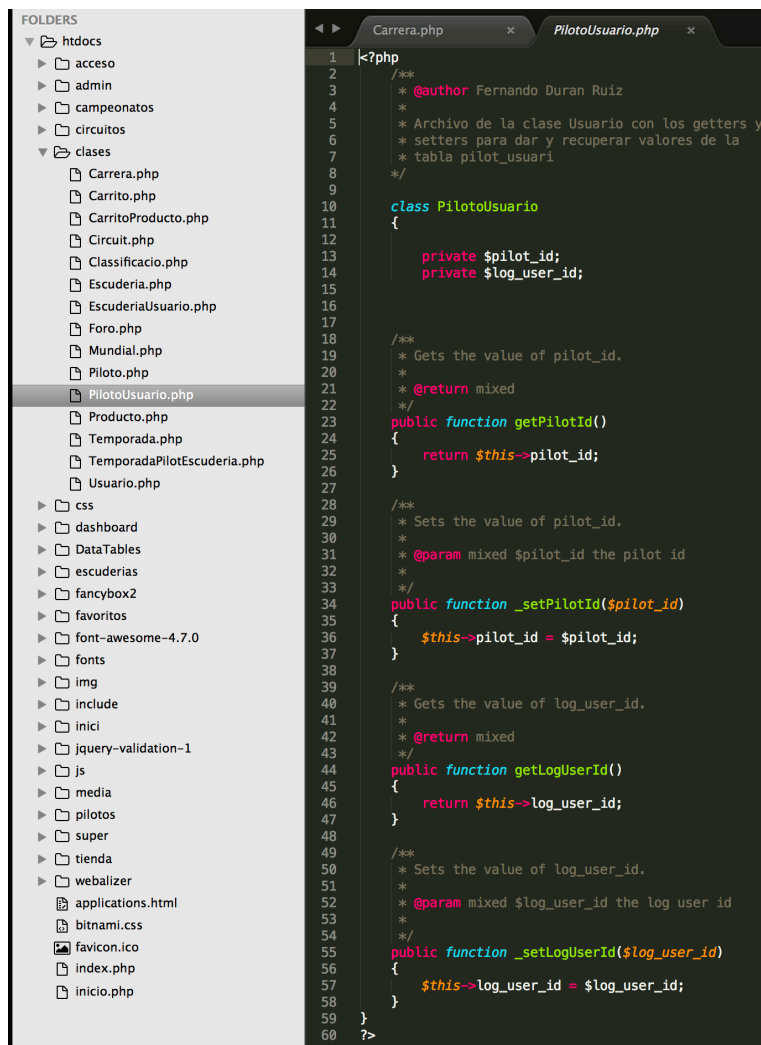 FOLDERS
htdocs
acceso
admin
campeonatos
circuitos
clases
Carrera.php
Carrito.php
CarritoProducto.php
Circuit.php
Classificacio.php
Escuderia.php
EscuderiaUsuario.php
Foro.php
Mundial.php
Piloto.php
PilotoUsuario.php
Producto.php
Temporada.php
TemporadaPilotEscuderia.php
Usuario.php
css
dashboard
DataTables
escuderias
fancybox2
favoritos
font-awesome-4.7.0
fonts
img
include
inici
jquery-validation-1
js
media
pilotos
super
tienda
webalizer
applications.html
bitnami.css
favicon.ico
index.php
inicio.php
Carrera.php × PilotoUsuario.php ×
1 <?php
2 /**
3 * @author Fernando Duran Ruiz
4 *
5 * Archivo de la clase Usuario con los getters y
6 * setters para dar y recuperar valores de la
7 * tabla pilot_usuari
8 */
9
10 class PilotoUsuario
11 {
12
13 private $pilot_id;
14 private $log_user_id;
15
16
17
18 /**
19 * Gets the value of pilot_id.
20 *
21 * @return mixed
22 */
23 public function getPilotId()
24 {
25 return $this->pilot_id;
26 }
27
28 /**
29 * Sets the value of pilot_id.
30 *
31 * @param mixed $pilot_id the pilot id
32 *
33 */
34 public function _setPilotId($pilot_id)
35 {
36 $this->pilot_id = $pilot_id;
37 }
38
39 /**
40 * Gets the value of log_user_id.
41 *
42 * @return mixed
43 */
44 public function getLogUserId()
45 {
46 return $this->log_user_id;
47 }
48
49 /**
50 * Sets the value of log_user_id.
51 *
52 * @param mixed $log_user_id the log user id
53 *
54 */
55 public function _setLogUserId($log_user_id)
56 {
57 $this->log_user_id = $log_user_id;
58 }
59 }
60 ?>